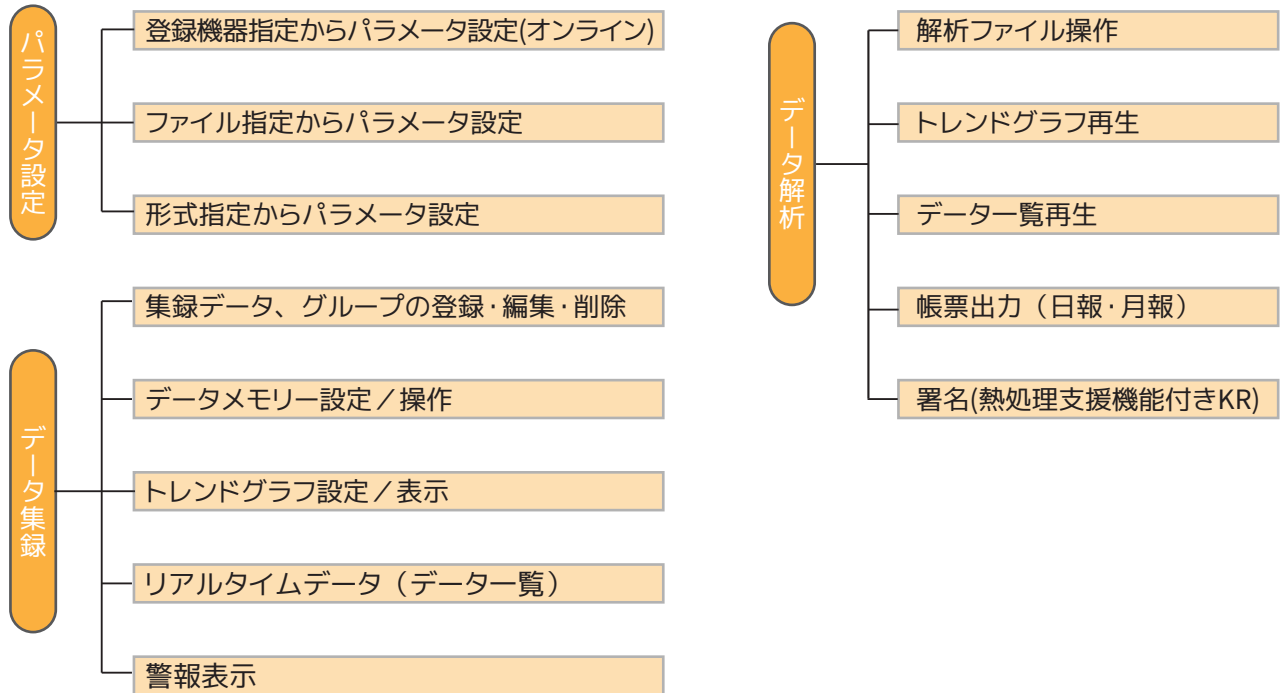 パラメータ設定
登録機器指定からパラメータ設定(オンライン)
ファイル指定からパラメータ設定
形式指定からパラメータ設定
データ集録
集録データ、グループの登録・編集・削除
データメモリー設定／操作
トレンドグラフ設定／表示
リアルタイムデータ（データ一覧）
警報表示
データ解析
解析ファイル操作
トレンドグラフ再生
データ一覧再生
帳票出力（日報・月報）
署名(熱処理支援機能付きKR)